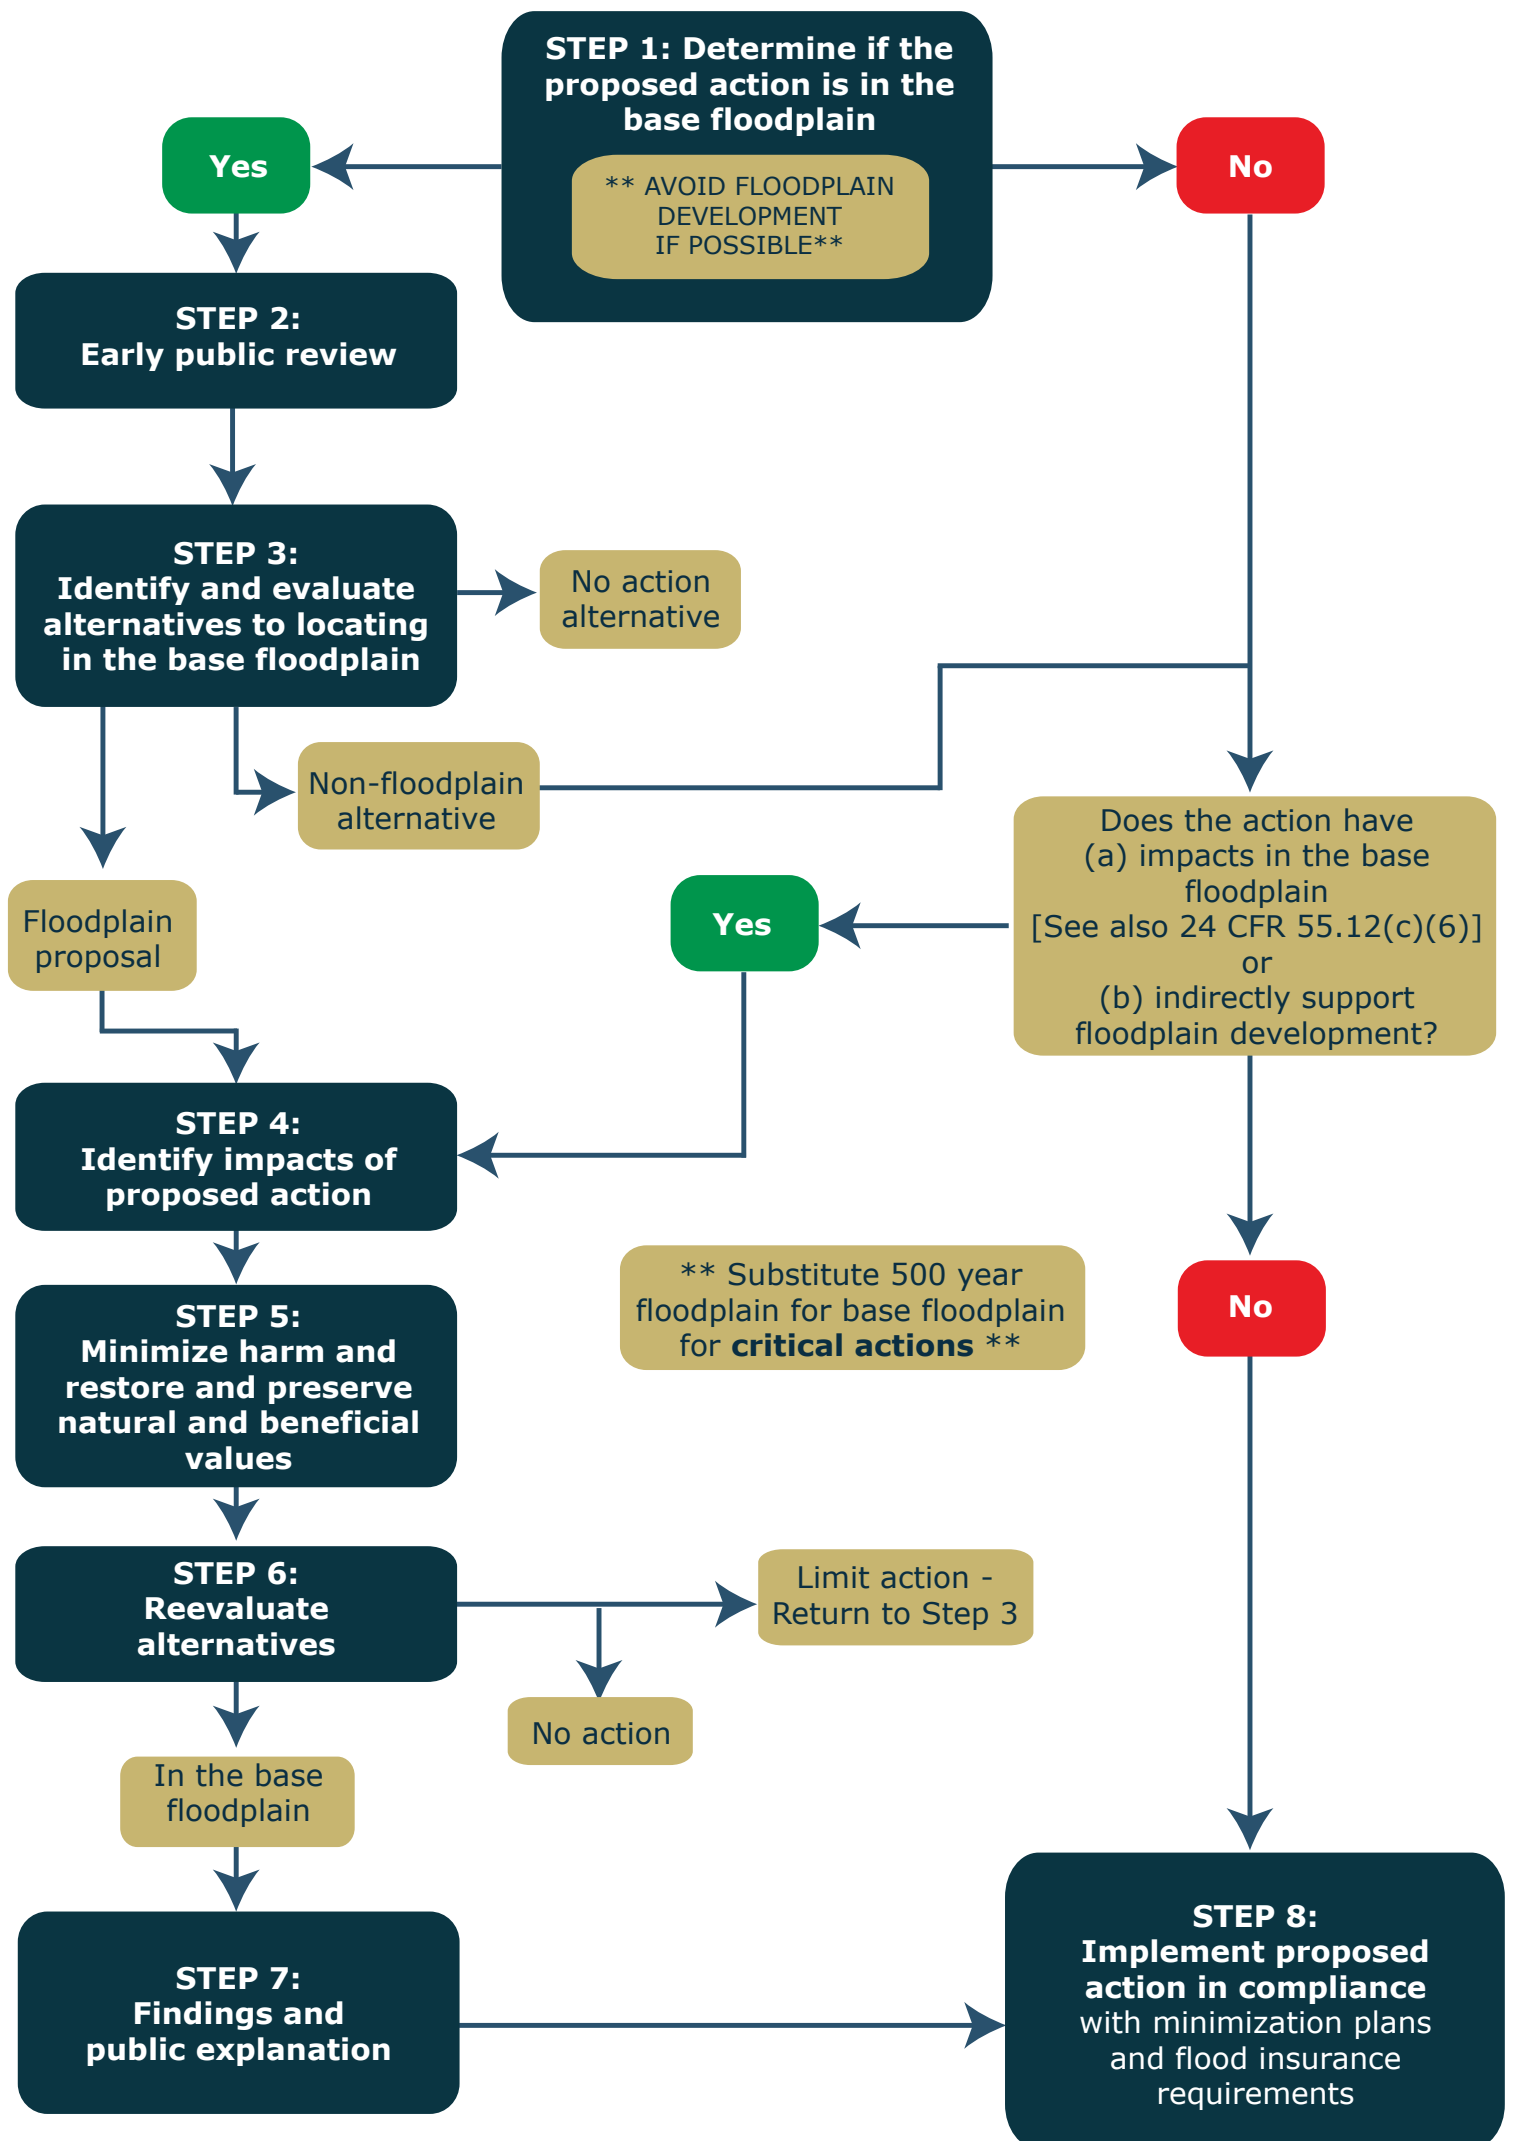 STEP 1: Determine if the
proposed action is in the
base floodplain
** AVOID FLOODPLAIN
DEVELOPMENT
IF POSSIBLE**
Yes
No
STEP 2:
Early public review
STEP 3:
Identify and evaluate
alternatives to locating
in the base floodplain
No action
alternative
Non-floodplain
alternative
Floodplain
proposal
Does the action have
(a) impacts in the base
floodplain
[See also 24 CFR 55.12(c)(6)]
or
(b) indirectly support
floodplain development?
Yes
STEP 4:
Identify impacts of
proposed action
** Substitute 500 year
floodplain for base floodplain
for critical actions **
No
STEP 5:
Minimize harm and
restore and preserve
natural and beneficial
values
STEP 6:
Reevaluate
alternatives
Limit action -
Return to Step 3
No action
In the base
floodplain
STEP 7:
Findings and
public explanation
STEP 8:
Implement proposed
action in compliance
with minimization plans
and flood insurance
requirements